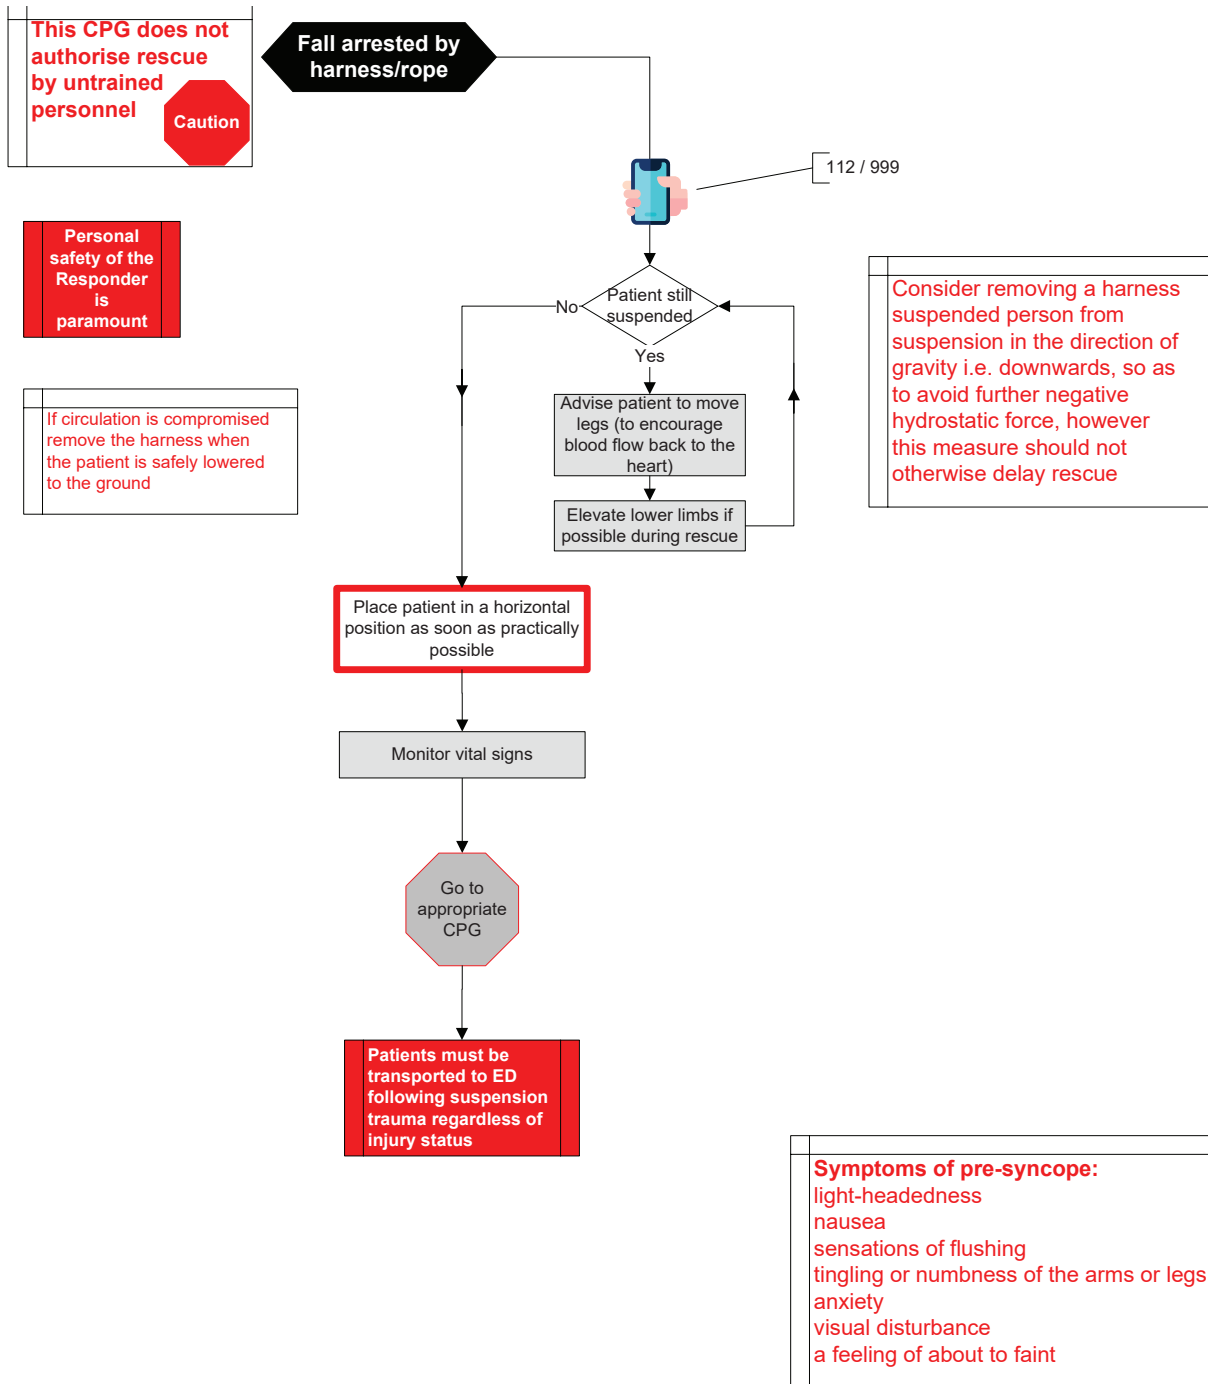 This CPG does not
authorise rescue
by untrained
personnel
Caution
Fall arrested by
harness/rope
112 / 999
Personal
safety of the
Responder
is
paramount
Patient still
suspended
No
Yes
Consider removing a harness
suspended person from
suspension in the direction of
gravity i.e. downwards, so as
to avoid further negative
hydrostatic force, however
this measure should not
otherwise delay rescue
If circulation is compromised
remove the harness when
the patient is safely lowered
to the ground
Advise patient to move
legs (to encourage
blood flow back to the
heart)
Elevate lower limbs if
possible during rescue
Place patient in a horizontal
position as soon as practically
possible
Monitor vital signs
Go to
appropriate
CPG
Patients must be
transported to ED
following suspension
trauma regardless of
injury status
Symptoms of pre-syncope:
light-headedness
nausea
sensations of flushing
tingling or numbness of the arms or legs
anxiety
visual disturbance
a feeling of about to faint